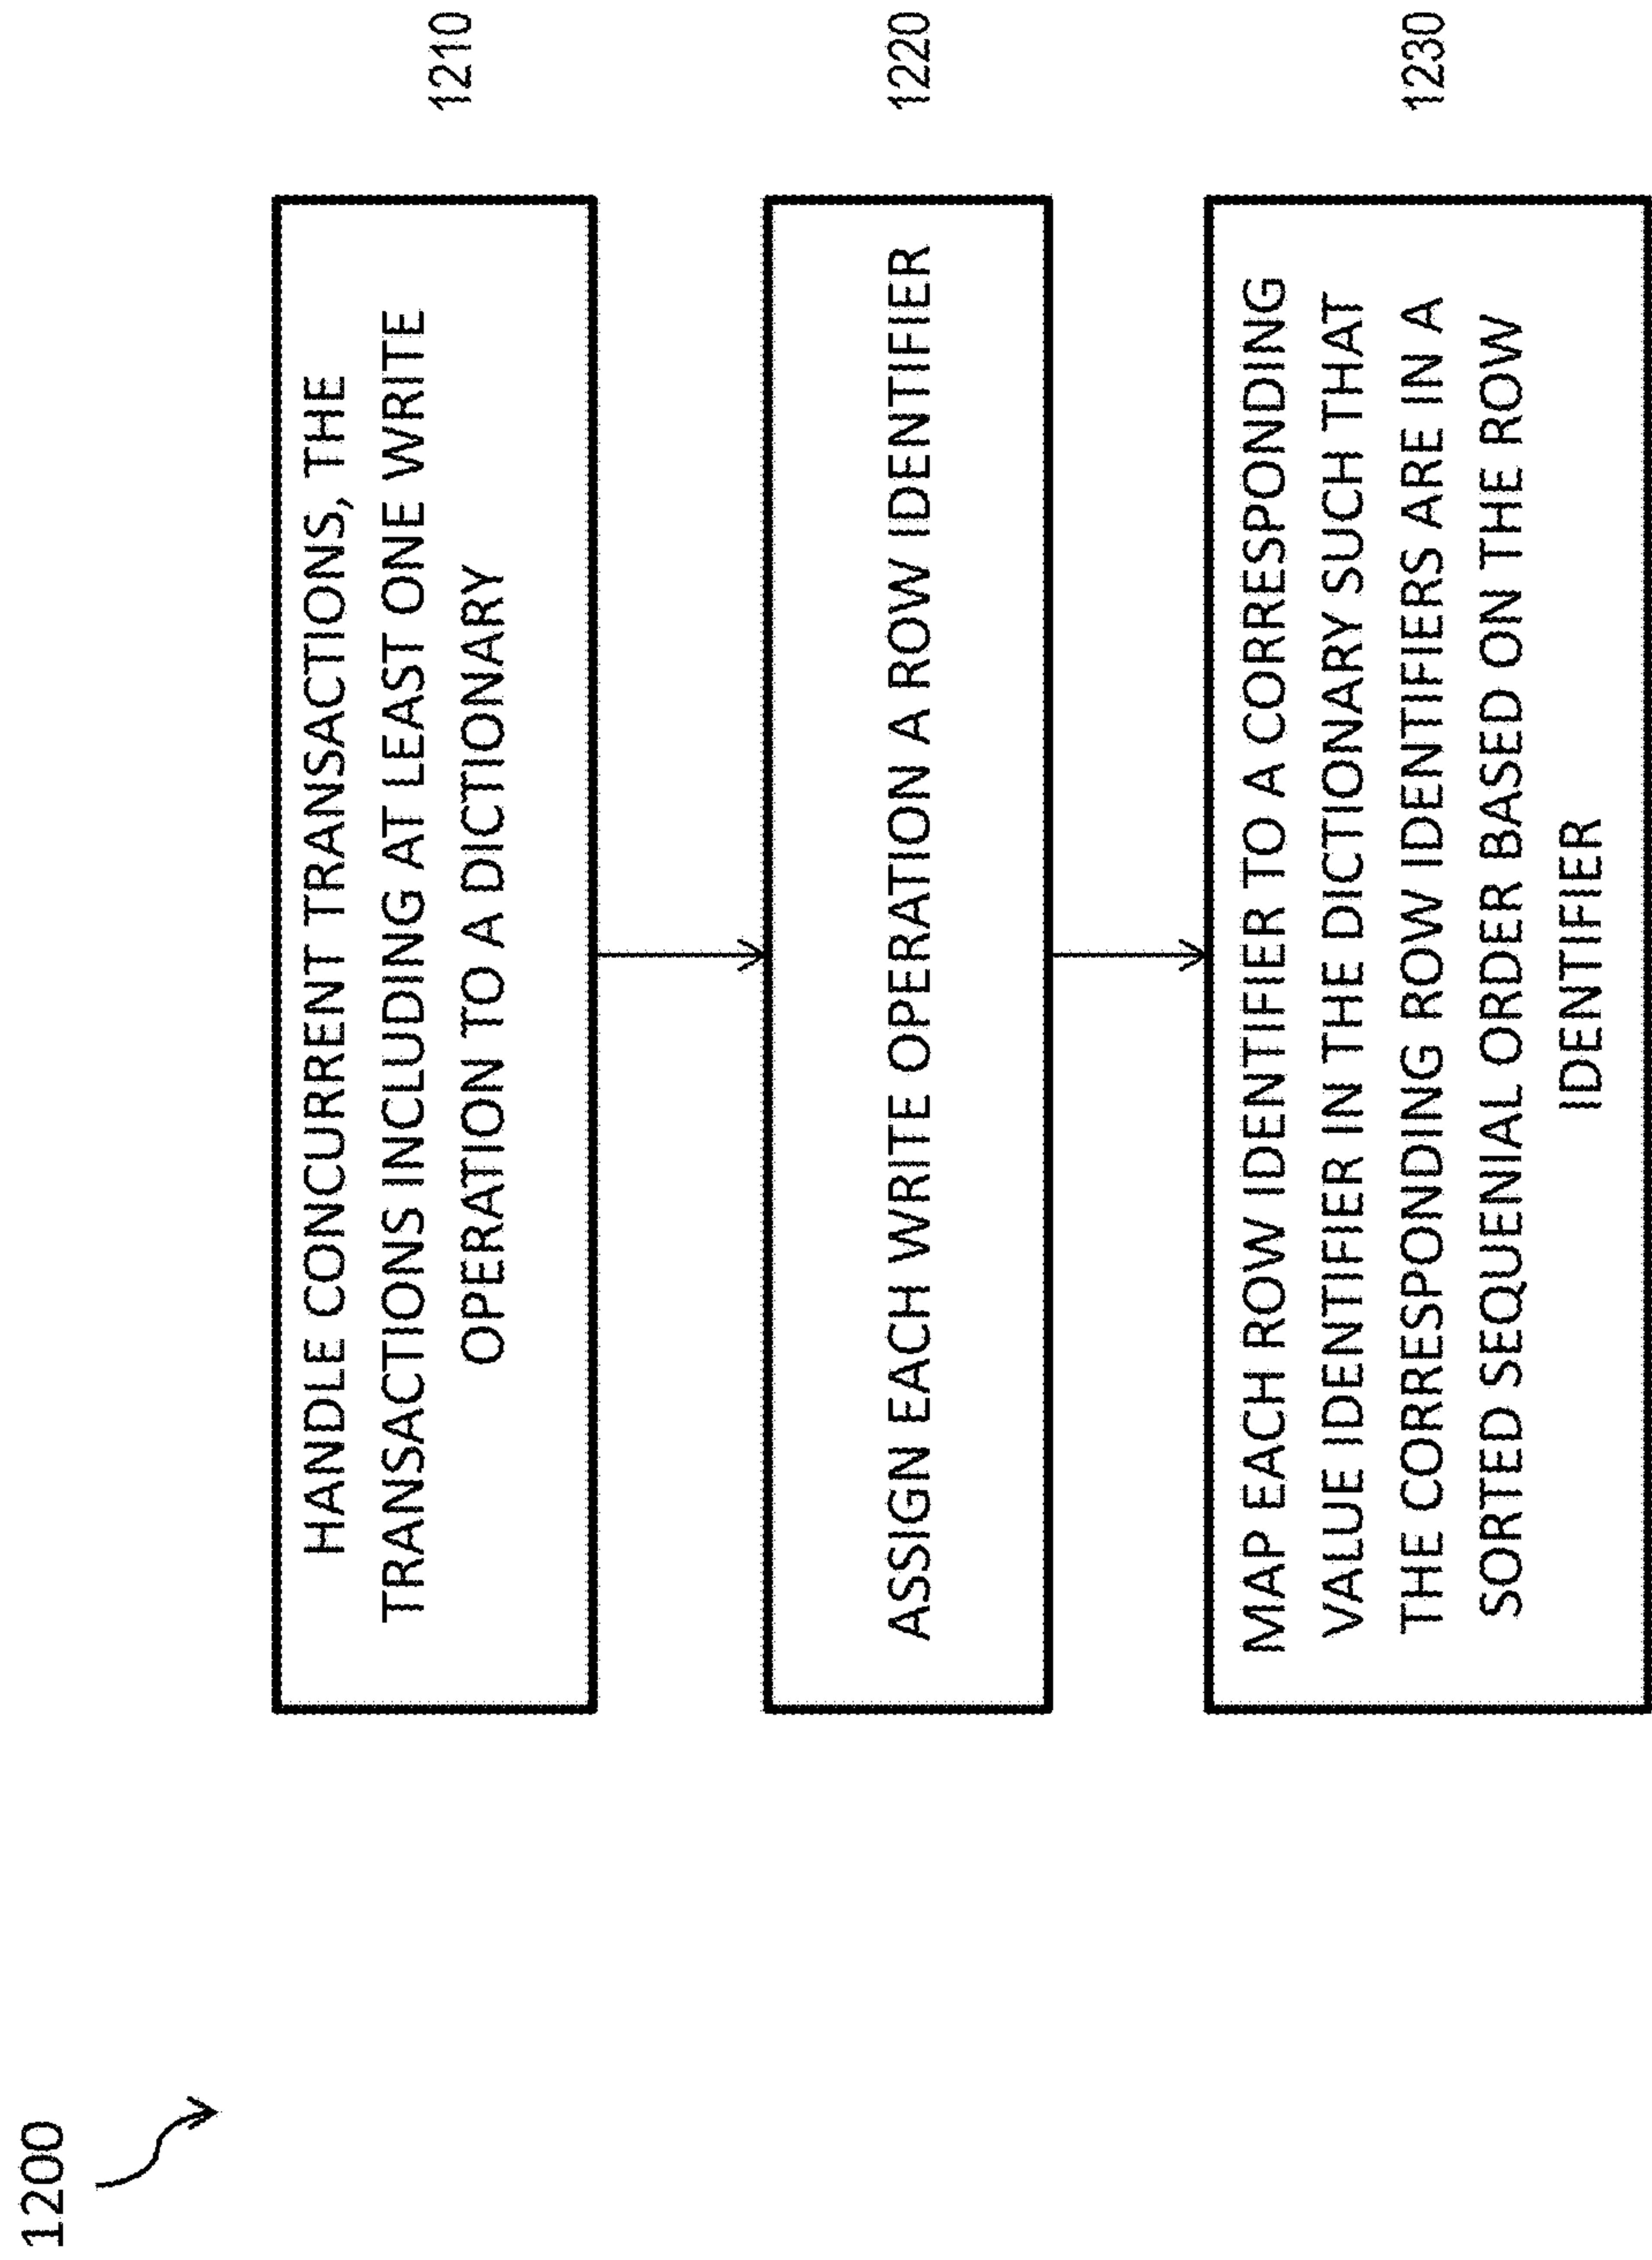 1200
HANDLE CONCURRENT TRANSACTIONS, THE
TRANSACTIONS INCLUDING AT LEAST ONE WRITE
OPERATION TO A DICTIONARY
1210
ASSIGN EACH WRITE OPERATION A ROW IDENTIFIER
1220
MAP EACH ROW IDENTIFIER TO A CORRESPONDING
VALUE IDENTIFIER IN THE DICTIONARY SUCH THAT
THE CORRESPONDING ROW IDENTIFIERS ARE IN A
SORTED SEQUENIAL ORDER BASED ON THE ROW
IDENTIFIER
1230